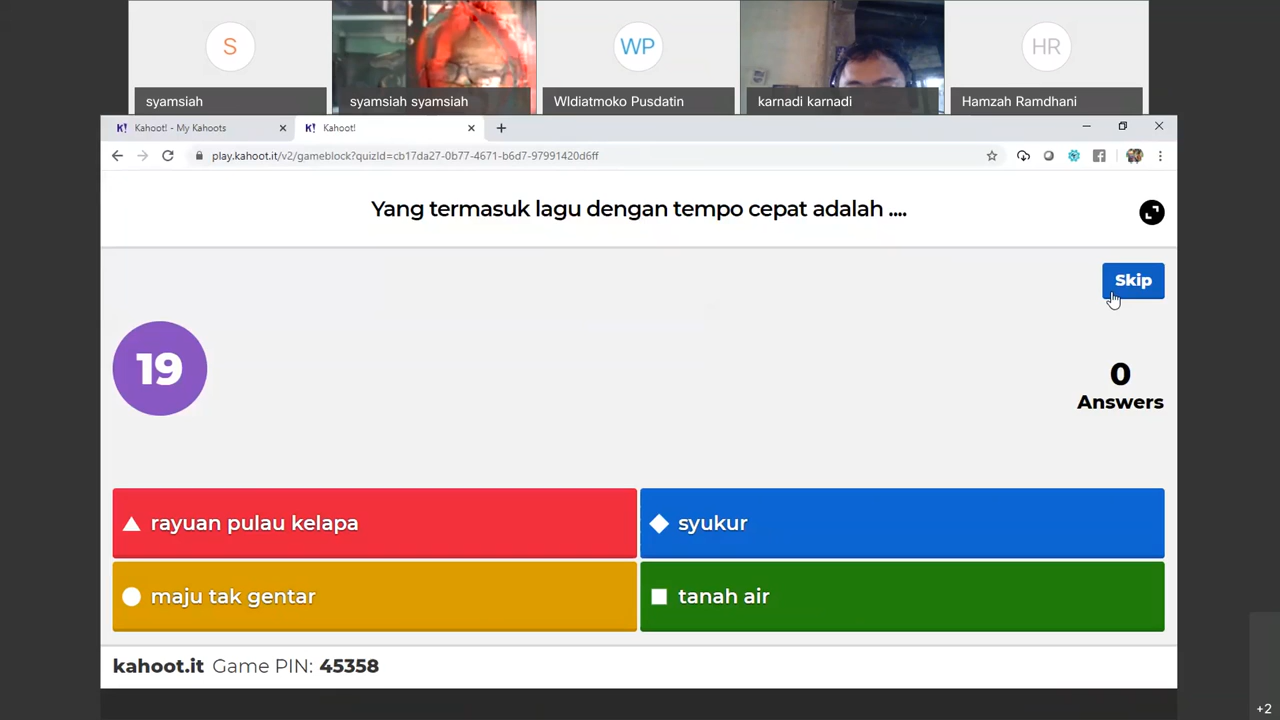 S
WP
HR
syamsiah
syamsiah syamsiah
WIdiatmoko Pusdatin
karnadi karnadi
Hamzah Ramdhani
K! Kahoot! - My Kahoots
K! Kahoot!
play.kahoot.it/v2/gameblock?quizId=cb17da27-0b77-4671-b6d7-97991420d6ff
Yang termasuk lagu dengan tempo cepat adalah ....
Skip
19
0
Answers
rayuan pulau kelapa
syukur
maju tak gentar
tanah air
kahoot.it Game PIN: 45358
+2